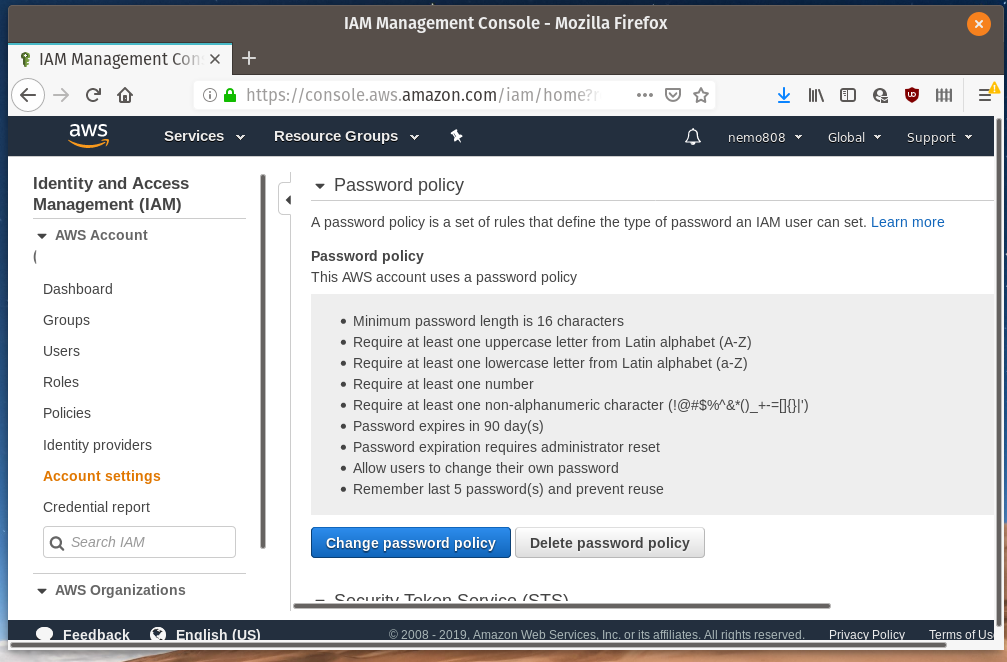 IAM Management Console - Mozilla Firefox
IAM Management Con
https://console.aws.amazon.com/iam/home?
aws Services Resource Groups nemo808 Global Support
Identity and Access
Management (IAM)
AWS Account
(
Dashboard
Groups
Users
Roles
Policies
Identity providers
Account settings
Credential report
Search IAM
AWS Organizations
Password policy
A password policy is a set of rules that define the type of password an IAM user can set. Learn more
Password policy
This AWS account uses a password policy
• Minimum password length is 16 characters
• Require at least one uppercase letter from Latin alphabet (A-Z)
• Require at least one lowercase letter from Latin alphabet (a-Z)
• Require at least one number
• Require at least one non-alphanumeric character (!@#$%^&*()_+-=[]{}|')
• Password expires in 90 day(s)
• Password expiration requires administrator reset
• Allow users to change their own password
• Remember last 5 password(s) and prevent reuse
Change password policy Delete password policy
Security Token Service (STS)
Feedback English (US) © 2008 - 2019, Amazon Web Services, Inc. or its affiliates. All rights reserved. Privacy Policy Terms of Us